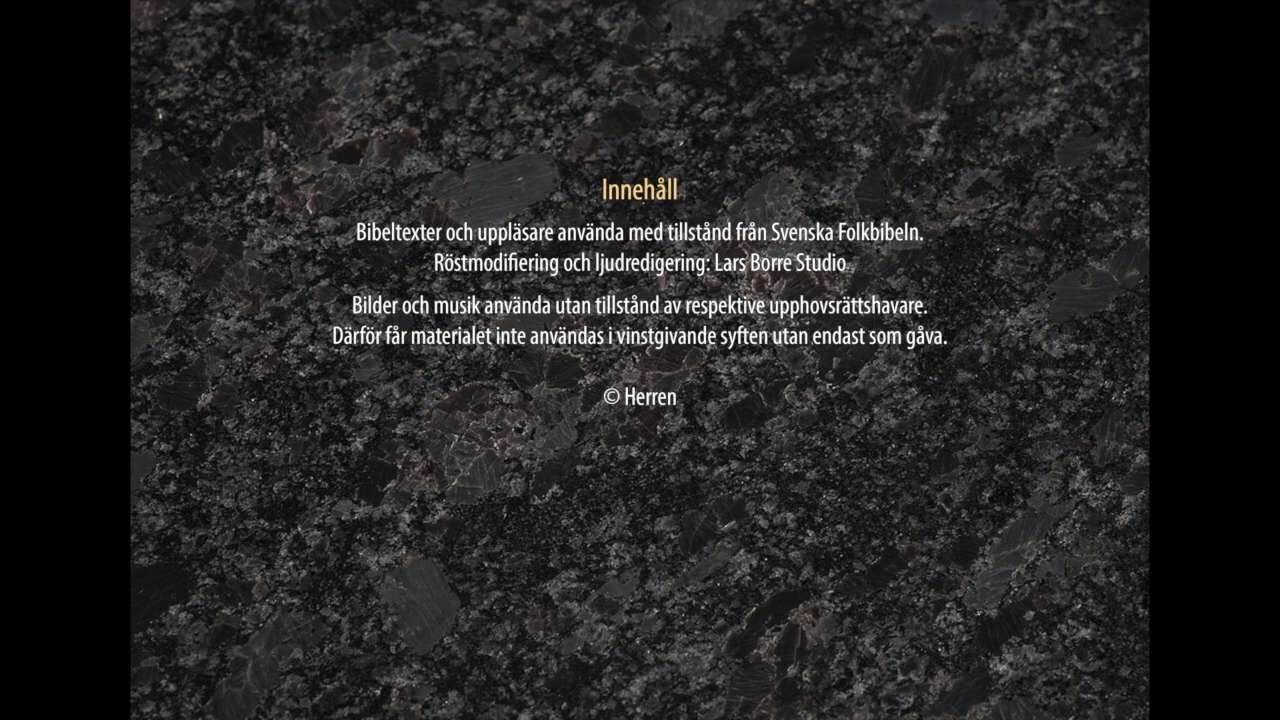 Innehåll
Bibeltexter och uppläsare använda med tillstånd från Svenska Folkbibeln.
Röstmodifiering och ljudredigering: Lars Börre Studio
Bilder och musik använda utan tillstånd av respektive upphovsrättshavare.
Därför får materialet inte användas i vinstgivande syften utan endast som gåva.
© Herren